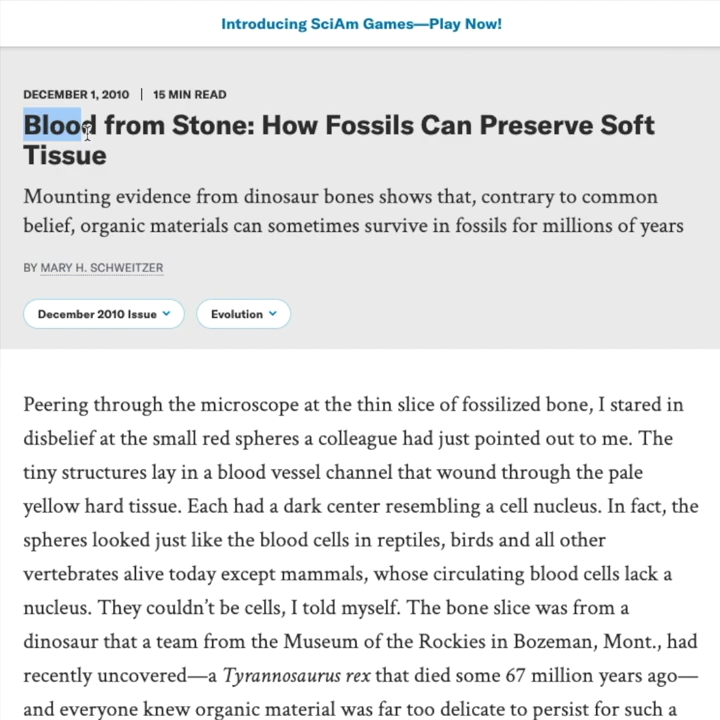 Introducing SciAm Games—Play Now!
DECEMBER 1, 2010 | 15 MIN READ
Blood from Stone: How Fossils Can Preserve Soft
Tissue
Mounting evidence from dinosaur bones shows that, contrary to common
belief, organic materials can sometimes survive in fossils for millions of years
BY MARY H. SCHWEITZER
December 2010 Issue Evolution
Peering through the microscope at the thin slice of fossilized bone, I stared in
disbelief at the small red spheres a colleague had just pointed out to me. The
tiny structures lay in a blood vessel channel that wound through the pale
yellow hard tissue. Each had a dark center resembling a cell nucleus. In fact, the
spheres looked just like the blood cells in reptiles, birds and all other
vertebrates alive today except mammals, whose circulating blood cells lack a
nucleus. They couldn’t be cells, I told myself. The bone slice was from a
dinosaur that a team from the Museum of the Rockies in Bozeman, Mont., had
recently uncovered—a Tyrannosaurus rex that died some 67 million years ago—
and everyone knew organic material was far too delicate to persist for such a